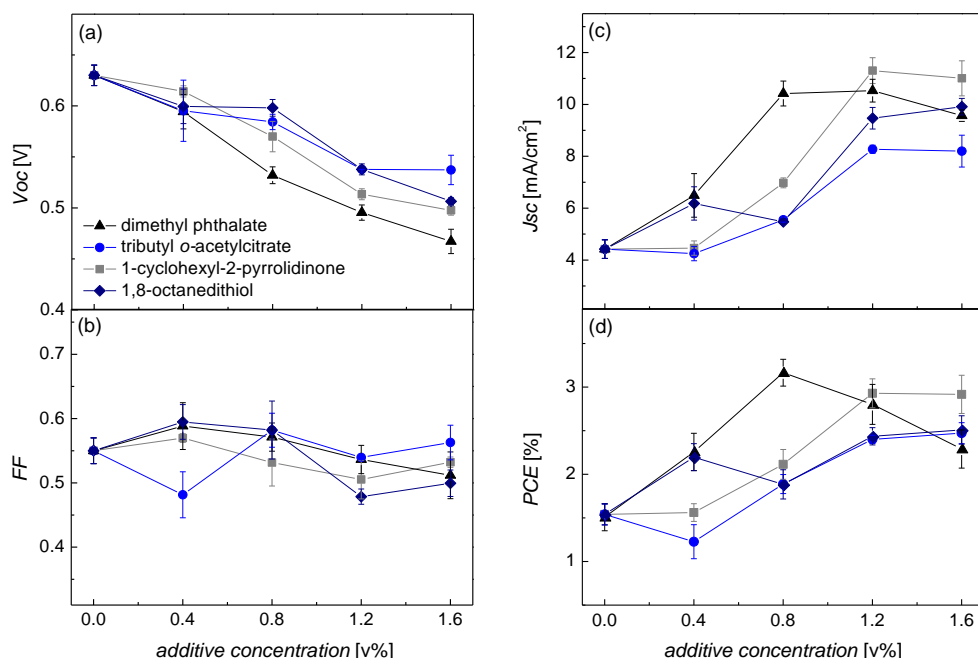 (a)
0.6
0.5
0.4
Voc [V]
dimethyl phthalate
tributyl o-acetylcitrate
1-cyclohexyl-2-pyrrolidinone
1,8-octanedithiol
(b)
0.7
0.6
0.5
0.4
FF
0.0 0.4 0.8 1.2 1.6
additive concentration [v%]
(c)
12
10
8
6
4
Jsc [mA/cm²]
(d)
3
2
1
PCE [%]
0.0 0.4 0.8 1.2 1.6
additive concentration [v%]